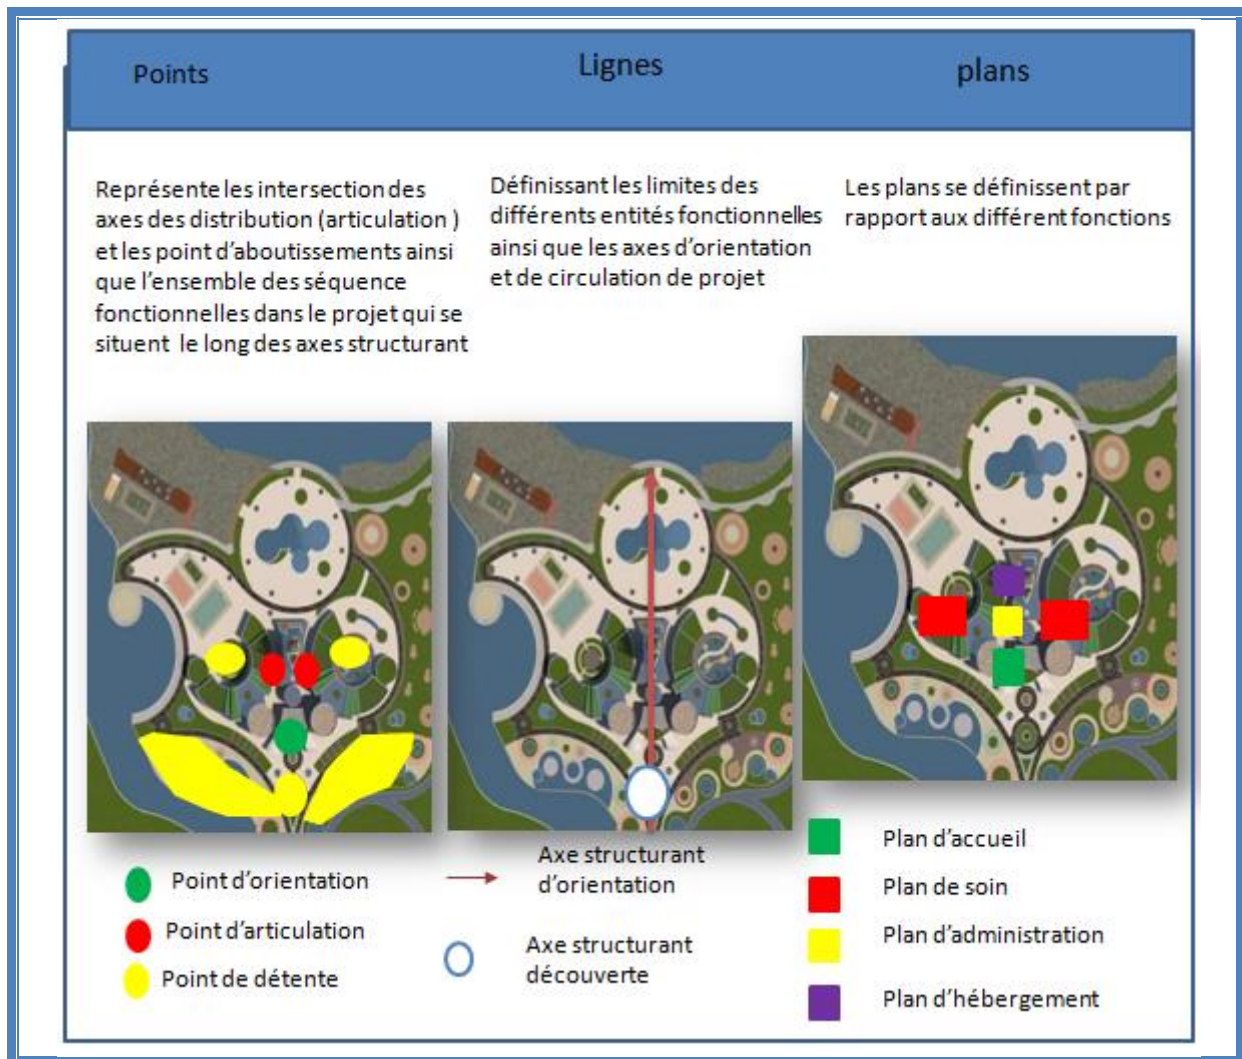 Points
Lignes
plans
Représente les intersection des
axes des distribution (articulation )
et les point d'aboutissements ainsi
que l'ensemble des séquence
fonctionnelles dans le projet qui se
situent le long des axes structurant
Définissant les limites des
différents entités fonctionnelles
ainsi que les axes d'orientation
et de circulation de projet
Les plans se définissent par
rapport aux différent fonctions
Point d'orientation
Point d'articulation
Point de détente
Axe structurant
d'orientation
Axe structurant
découverte
Plan d'accueil
Plan de soin
Plan d'administration
Plan d'hébergement